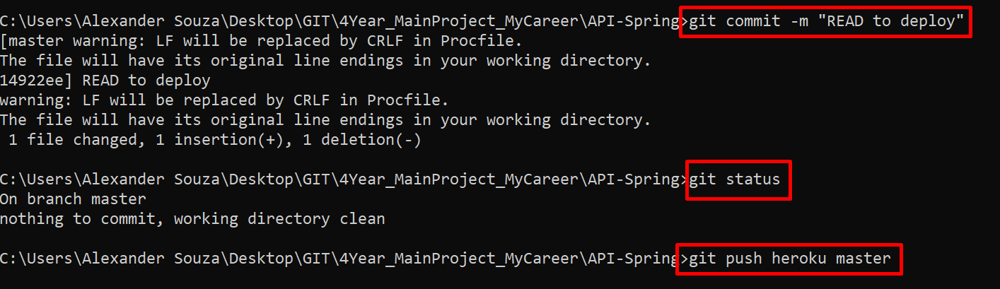 C:\Users\Alexander Souza\Desktop\GIT\4Year_MainProject_MyCareer\API-Spring>git commit -m "READ to deploy"
[master warning: LF will be replaced by CRLF in Procfile.
The file will have its original line endings in your working directory.
14922ee] READ to deploy
warning: LF will be replaced by CRLF in Procfile.
The file will have its original line endings in your working directory.
 1 file changed, 1 insertion(+), 1 deletion(-)
C:\Users\Alexander Souza\Desktop\GIT\4Year_MainProject_MyCareer\API-Spring>git status
On branch master
nothing to commit, working directory clean
C:\Users\Alexander Souza\Desktop\GIT\4Year_MainProject_MyCareer\API-Spring>git push heroku master